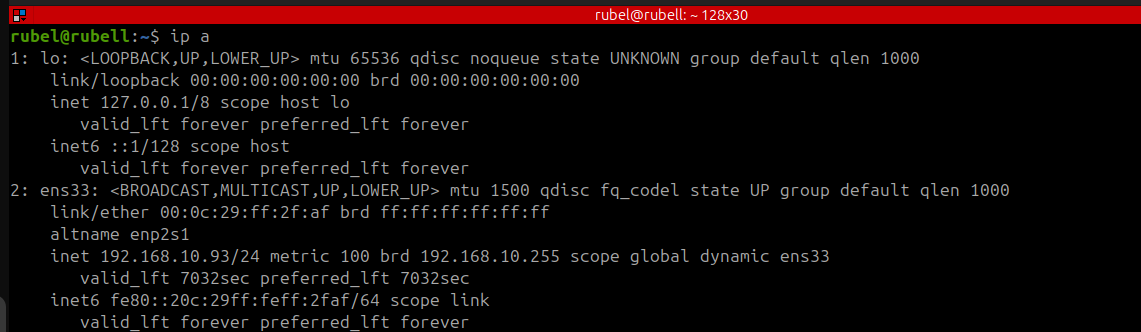 rubel@rubell: ~ 128x30
rubel@rubell:~$ ip a
1: lo: <LOOPBACK,UP,LOWER_UP> mtu 65536 qdisc noqueue state UNKNOWN group default qlen 1000
    link/loopback 00:00:00:00:00:00 brd 00:00:00:00:00:00
    inet 127.0.0.1/8 scope host lo
       valid_lft forever preferred_lft forever
    inet6 ::1/128 scope host
       valid_lft forever preferred_lft forever
2: ens33: <BROADCAST,MULTICAST,UP,LOWER_UP> mtu 1500 qdisc fq_codel state UP group default qlen 1000
    link/ether 00:0c:29:ff:2f:af brd ff:ff:ff:ff:ff:ff
    altname enp2s1
    inet 192.168.10.93/24 metric 100 brd 192.168.10.255 scope global dynamic ens33
       valid_lft 7032sec preferred_lft 7032sec
    inet6 fe80::20c:29ff:feff:2faf/64 scope link
       valid_lft forever preferred_lft forever